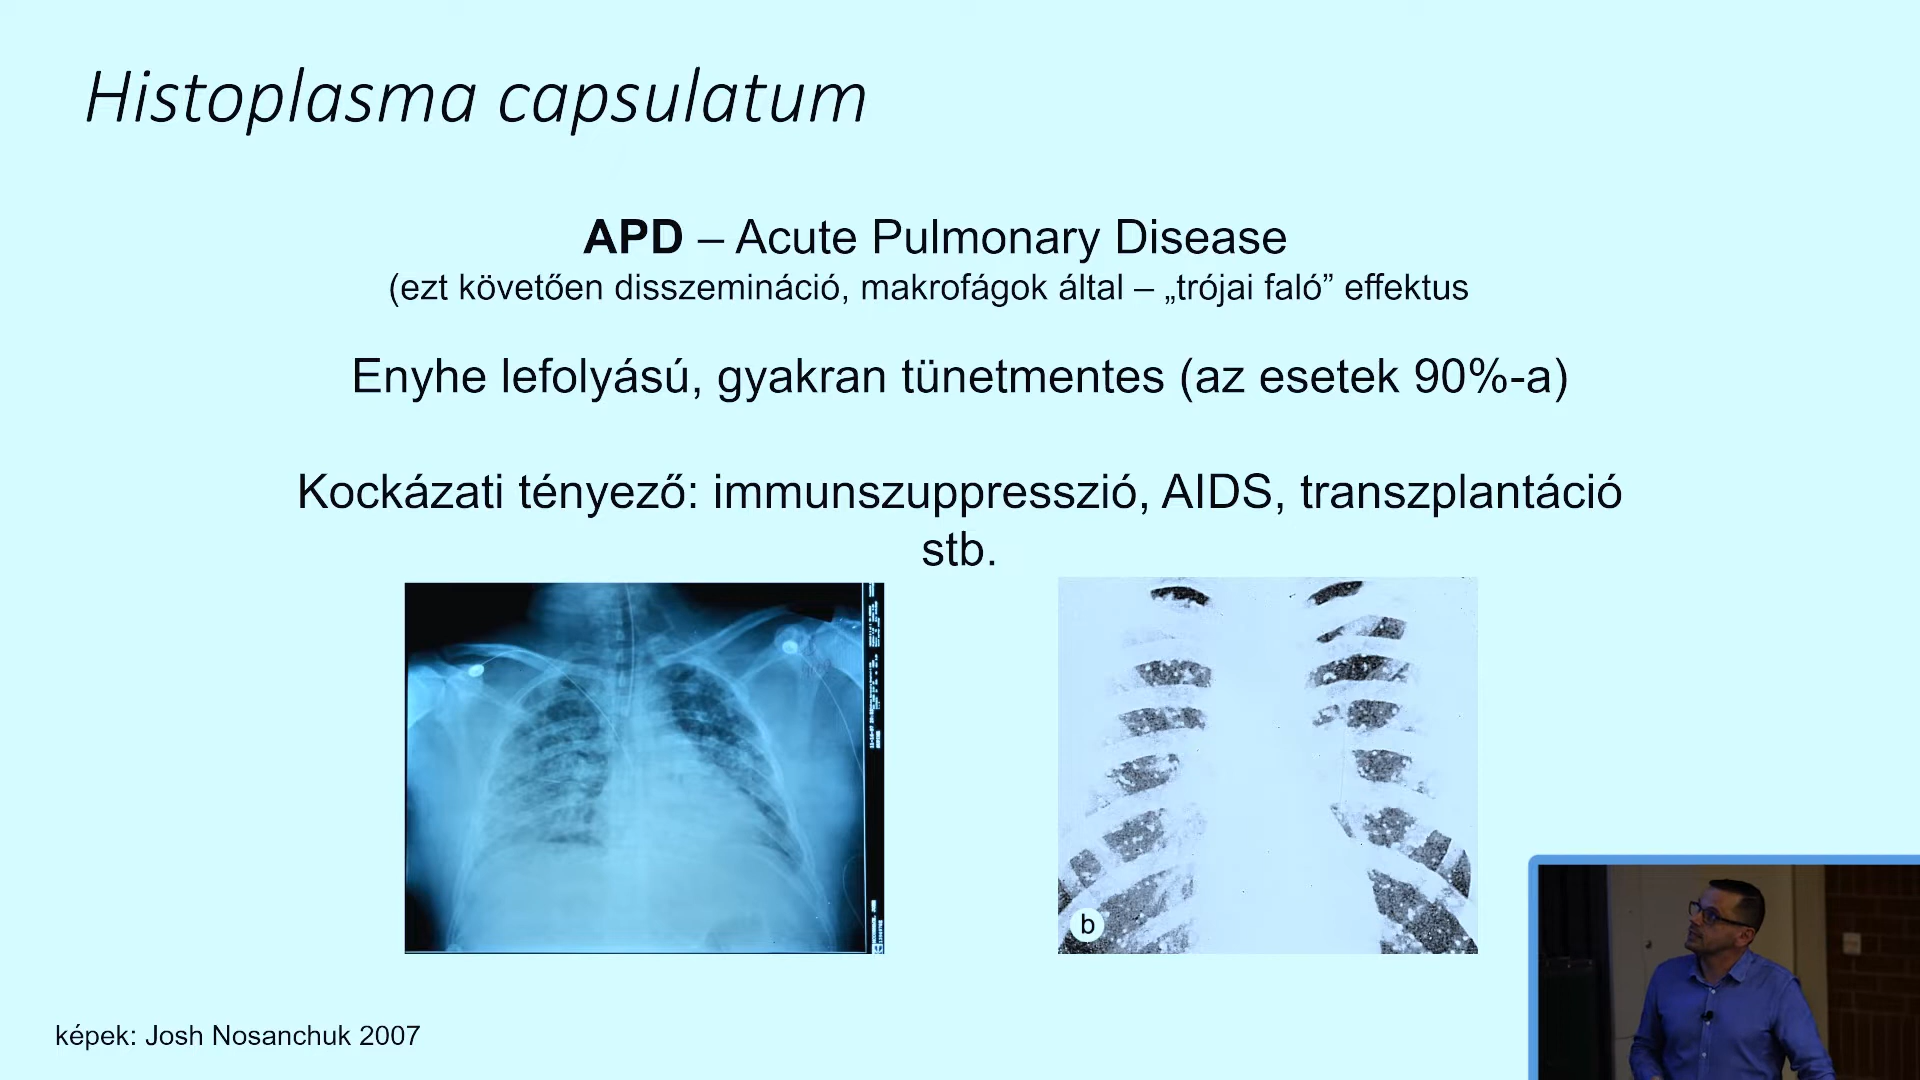 Histoplasma capsulatum
APD – Acute Pulmonary Disease
(ezt követően disszemináció, makrofágok által – „trójai faló” effektus
Enyhe lefolyású, gyakran tünetmentes (az esetek 90%-a)
Kockázati tényező: immunszuppresszió, AIDS, transzplantáció
stb.
b
képek: Josh Nosanchuk 2007